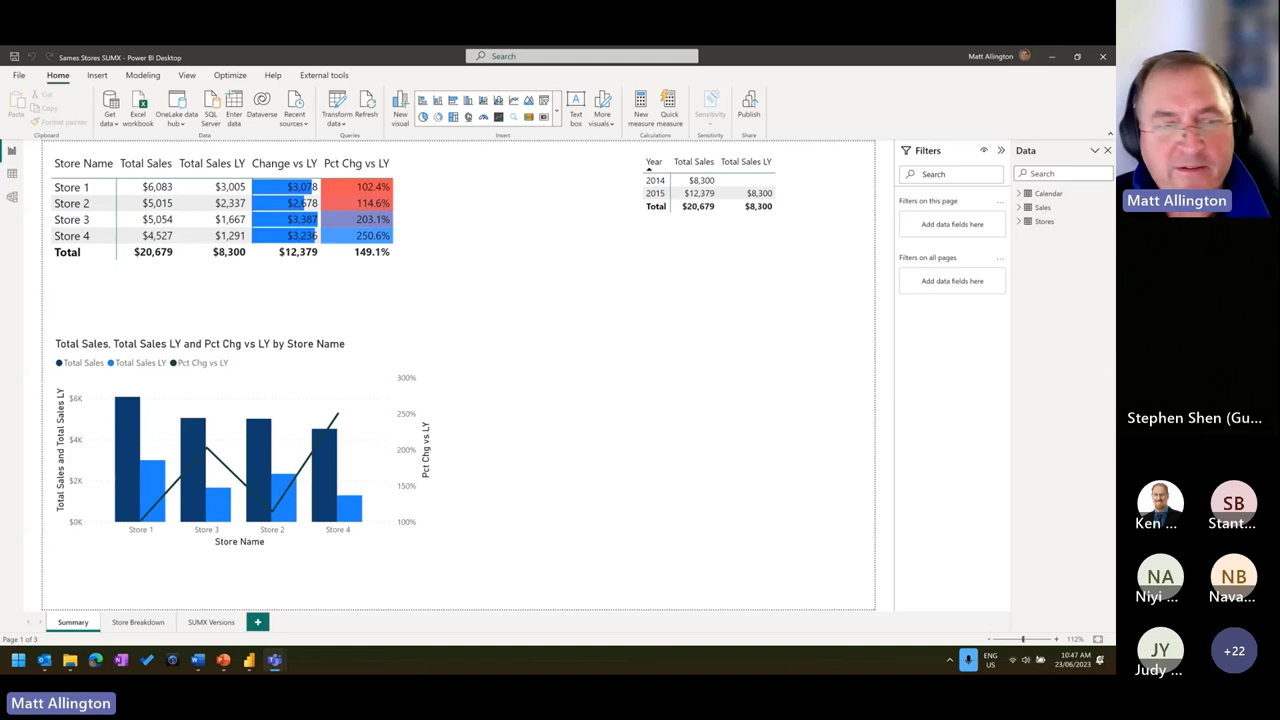 Sames Stores SUMX - Power BI Desktop
Search
Matt Allington
File Home Insert Modeling View Optimize Help External tools
Paste
Cut
Copy
Format painter
Clipboard
Get data
Excel workbook
OneLake data hub
SQL Server
Enter data
Dataverse
Recent sources
Data
Transform data
Refresh
Queries
New visual
Text box
More visuals
Insert
New measure
Quick measure
Calculations
Sensitivity
Sensitivity
Publish
Share
Store Name Total Sales Total Sales LY Change vs LY Pct Chg vs LY
Store 1 $6,083 $3,005 $3,078 102.4%
Store 2 $5,015 $2,337 $2,678 114.6%
Store 3 $5,054 $1,667 $3,387 203.1%
Store 4 $4,527 $1,291 $3,236 250.6%
Total $20,679 $8,300 $12,379 149.1%
Year Total Sales Total Sales LY
2014 $8,300
2015 $12,379 $8,300
Total $20,679 $8,300
Total Sales, Total Sales LY and Pct Chg vs LY by Store Name
Total Sales Total Sales LY Pct Chg vs LY
Total Sales and Total Sales LY
$6K
$4K
$2K
$0K
300%
250%
200%
150%
100%
Pct Chg vs LY
Store 1 Store 3 Store 2 Store 4
Store Name
Filters
Search
Filters on this page
...
Add data fields here
Filters on all pages
...
Add data fields here
Data
Search
Calendar
Sales
Stores
Summary Store Breakdown SUMX Versions
Page 1 of 3
112%
ENG
US
10:47 AM
23/06/2023
Matt Allington
Matt Allington
Stephen Shen (Gu...
Ken ...
SB
Stant...
NA
Niyi ...
NB
Nava...
JY
Judy ...
+22